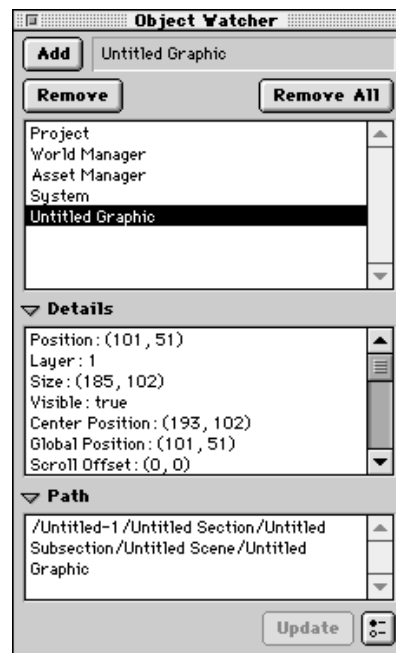 Object Watcher
Add
Untitled Graphic
Remove
Remove All
Project
World Manager
Asset Manager
System
Untitled Graphic
Details
Position: (101, 51)
Layer: 1
Size: (185, 102)
Visible: true
Center Position: (193, 102)
Global Position: (101, 51)
Scroll Offset: (0, 0)
Path
/Untitled-1/Untitled Section/Untitled
Subsection/Untitled Scene/Untitled
Graphic
Update